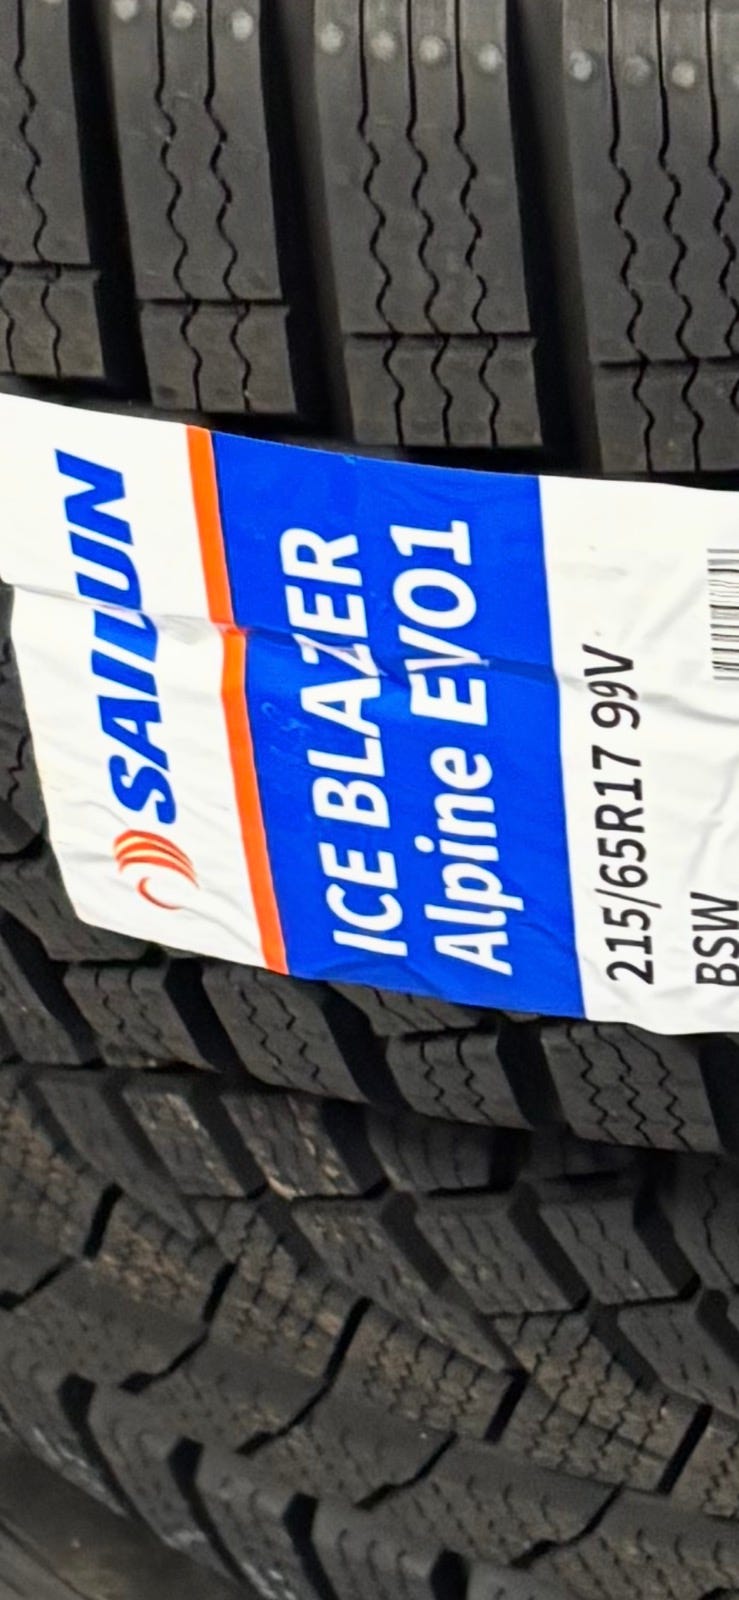 SAILUN
ICE BLAZER
Alpine EVO1
215/65R17 99V
BSW